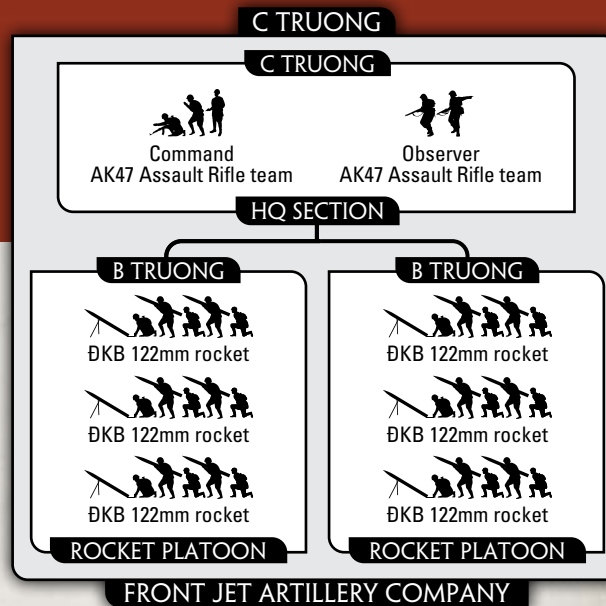 C TRUONG
C TRUONG
Command
AK47 Assault Rifle team
Observer
AK47 Assault Rifle team
HQ SECTION
B TRUONG
ĐKB 122mm rocket
ĐKB 122mm rocket
ĐKB 122mm rocket
ROCKET PLATOON
B TRUONG
ĐKB 122mm rocket
ĐKB 122mm rocket
ĐKB 122mm rocket
ROCKET PLATOON
FRONT JET ARTILLERY COMPANY